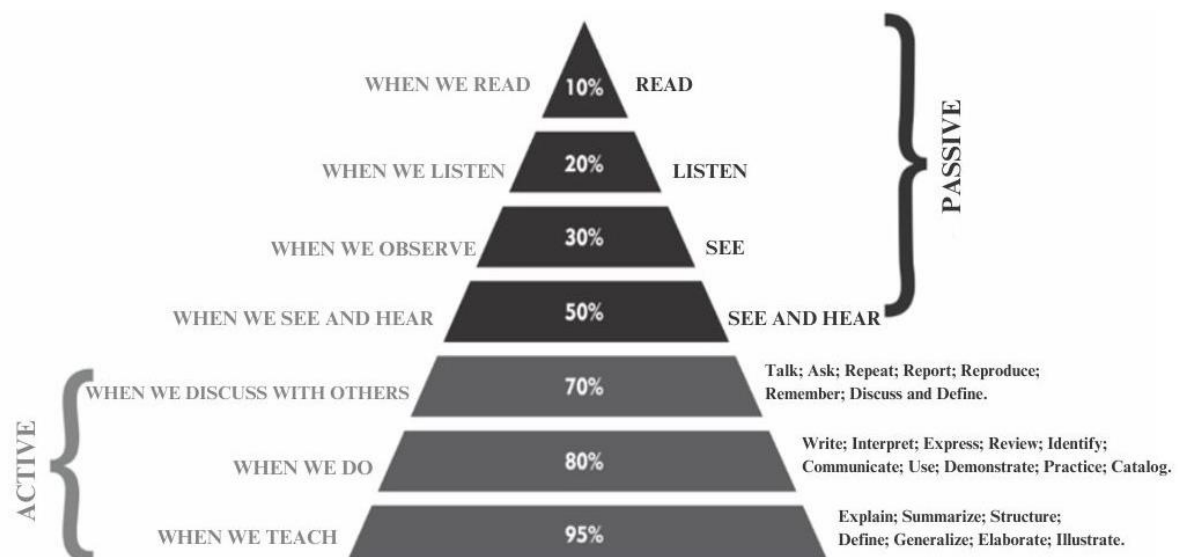 WHEN WE READ 10% READ
WHEN WE LISTEN 20% LISTEN
WHEN WE OBSERVE 30% SEE
WHEN WE SEE AND HEAR 50% SEE AND HEAR
PASSIVE
WHEN WE DISCUSS WITH OTHERS 70% Talk; Ask; Repeat; Report; Reproduce;
Remember; Discuss and Define.
WHEN WE DO 80% Write; Interpret; Express; Review; Identify;
Communicate; Use; Demonstrate; Practice; Catalog.
WHEN WE TEACH 95% Explain; Summarize; Structure;
Define; Generalize; Elaborate; Illustrate.
ACTIVE